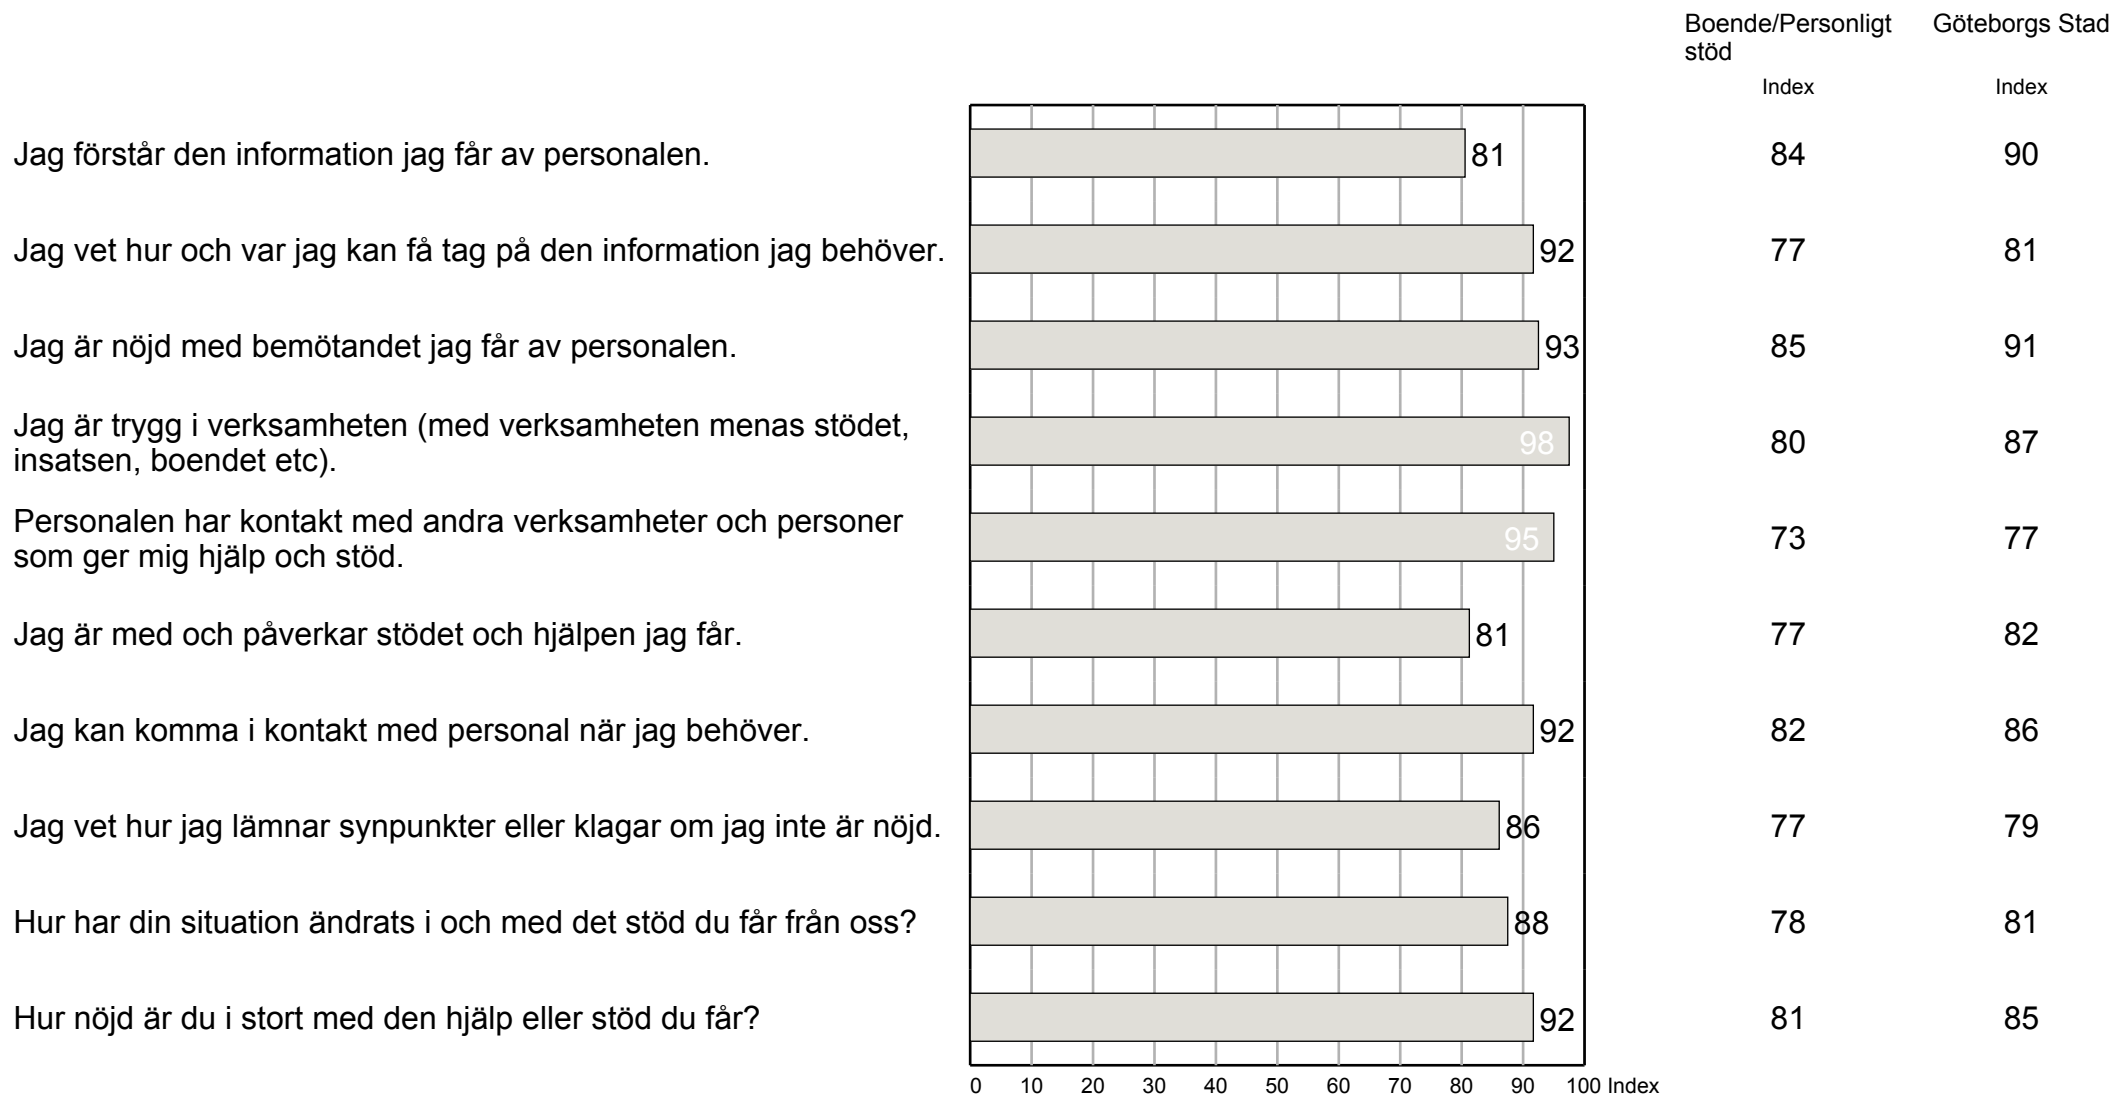 Boende/Personligt Göteborgs Stad
stöd
Index Index
Jag förstår den information jag får av personalen. 81 84 90
Jag vet hur och var jag kan få tag på den information jag behöver. 92 77 81
Jag är nöjd med bemötandet jag får av personalen. 93 85 91
Jag är trygg i verksamheten (med verksamheten menas stödet,
insatsen, boendet etc).
98 80 87
Personalen har kontakt med andra verksamheter och personer
som ger mig hjälp och stöd.
95 73 77
Jag är med och påverkar stödet och hjälpen jag får. 81 77 82
Jag kan komma i kontakt med personal när jag behöver. 92 82 86
Jag vet hur jag lämnar synpunkter eller klagar om jag inte är nöjd. 86 77 79
Hur har din situation ändrats i och med det stöd du får från oss? 88 78 81
Hur nöjd är du i stort med den hjälp eller stöd du får? 92 81 85
0 10 20 30 40 50 60 70 80 90 100 Index